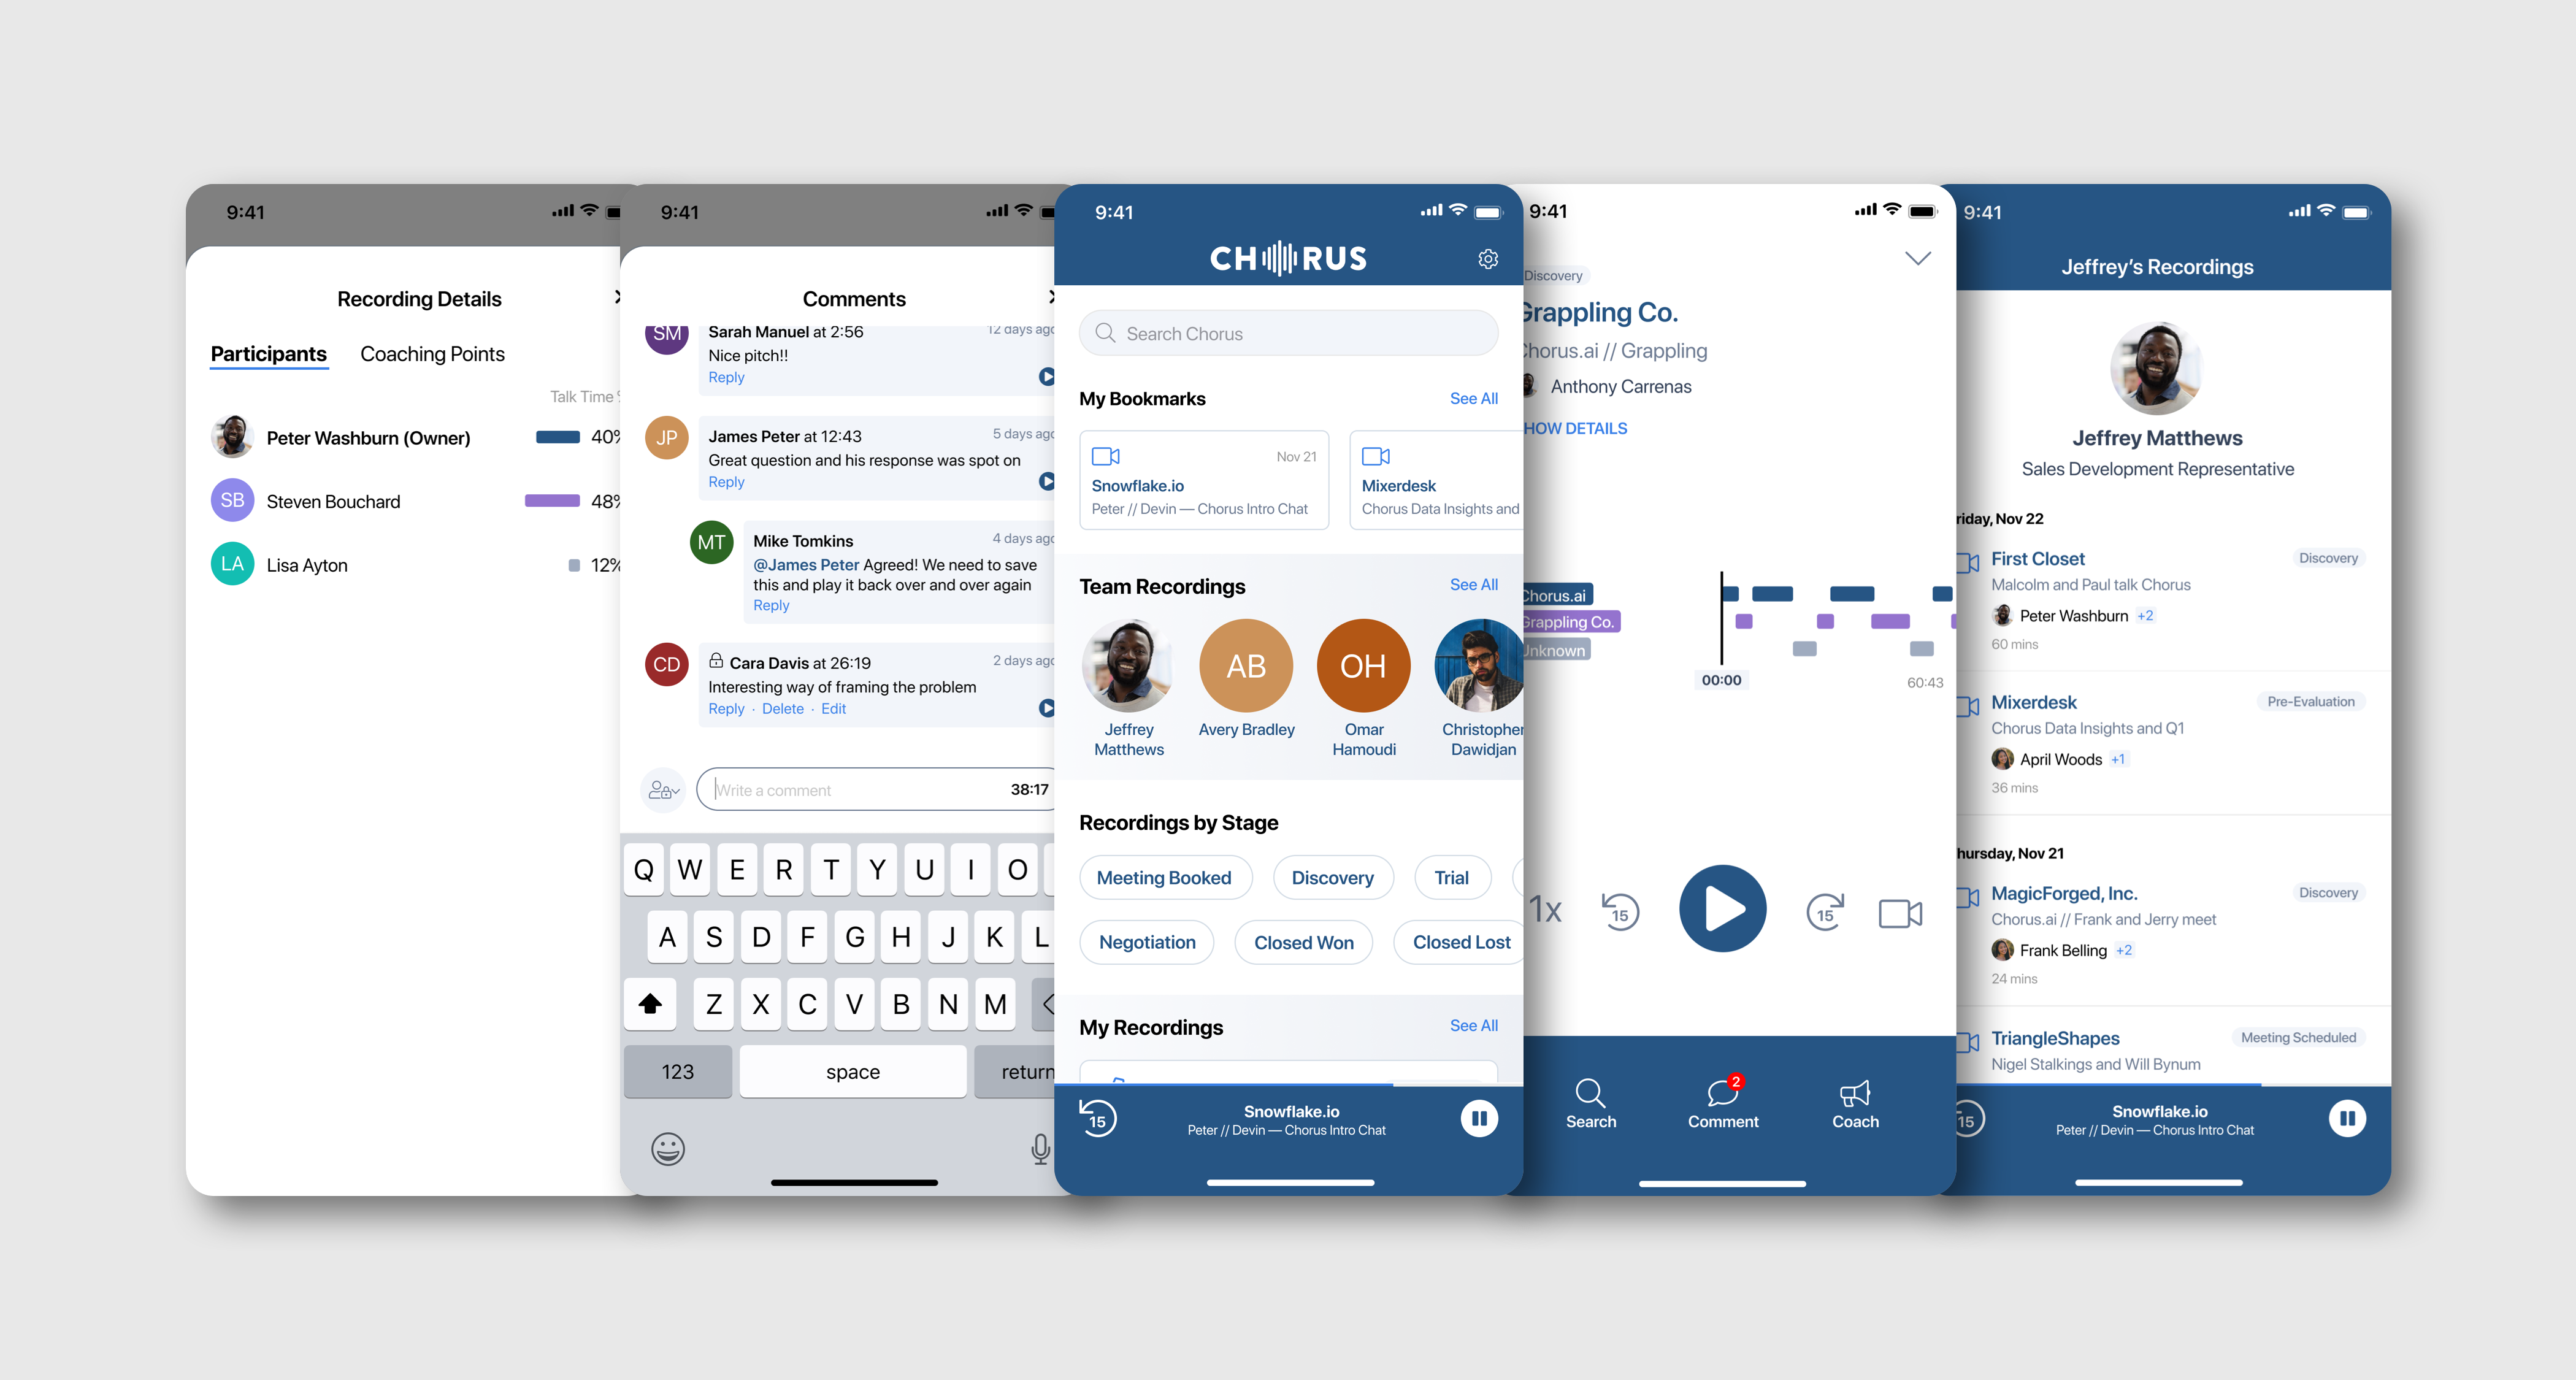 9:41
Recording Details
Participants Coaching Points
Talk Time
Peter Washburn (Owner) 40%
SB Steven Bouchard 48%
LA Lisa Ayton 12%
9:41
Comments
SM Sarah Manuel at 2:56 12 days ago
Nice pitch!!
Reply
JP James Peter at 12:43 5 days ago
Great question and his response was spot on
Reply
MT Mike Tomkins 4 days ago
@James Peter Agreed! We need to save
this and play it back over and over again
Reply
CD Cara Davis at 26:19 2 days ago
Interesting way of framing the problem
Reply · Delete · Edit
Write a comment 38:17
Q W E R T Y U I O
A S D F G H J K L
Z X C V B N M
123 space return
9:41
CHORUS
Search Chorus
My Bookmarks See All
Nov 21
Snowflake.io
Peter // Devin — Chorus Intro Chat
Mixerdesk
Chorus Data Insights and
Team Recordings See All
AB OH
Jeffrey
Matthews
Avery Bradley
Omar
Hamoudi
Christopher
Dawidjan
Recordings by Stage
Meeting Booked Discovery Trial
Negotiation Closed Won Closed Lost
My Recordings See All
15
Snowflake.io
Peter // Devin — Chorus Intro Chat
9:41
Discovery
Grappling Co.
Chorus.ai // Grappling
Anthony Carrenas
HOW DETAILS
Chorus.ai
Grappling Co.
Unknown
00:00 60:43
1x 15 15
Search Comment 2 Coach
9:41
Jeffrey’s Recordings
Jeffrey Matthews
Sales Development Representative
riday, Nov 22
First Closet Discovery
Malcolm and Paul talk Chorus
Peter Washburn +2
60 mins
Mixerdesk Pre-Evaluation
Chorus Data Insights and Q1
April Woods +1
36 mins
hursday, Nov 21
MagicForged, Inc. Discovery
Chorus.ai // Frank and Jerry meet
Frank Belling +2
24 mins
TriangleShapes Meeting Scheduled
Nigel Stalkings and Will Bynum
15
Snowflake.io
Peter // Devin — Chorus Intro Chat